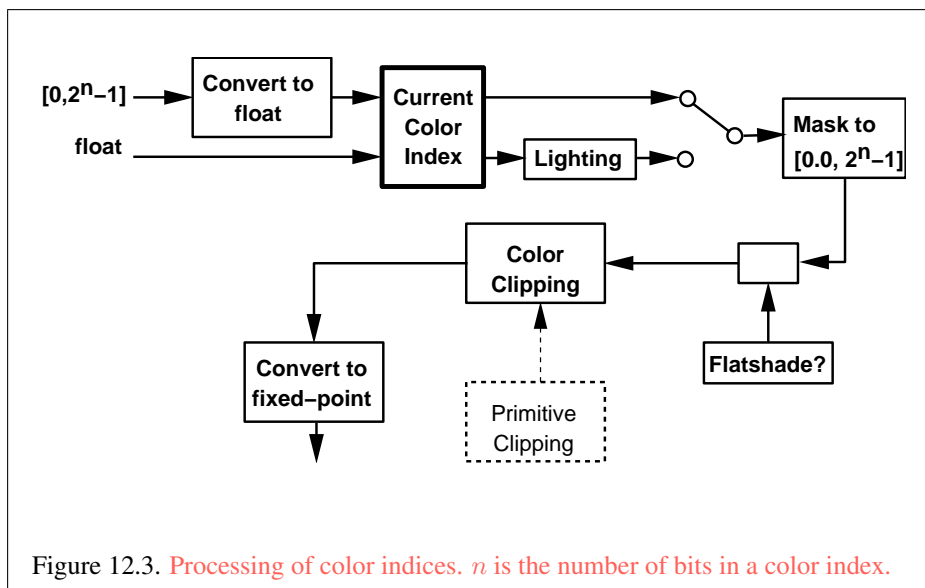 [0,2ⁿ−1]
Convert to
float
float
Current
Color
Index
Lighting
Mask to
[0.0, 2ⁿ−1]
Color
Clipping
Flatshade?
Convert to
fixed−point
Primitive
Clipping
Figure 12.3. Processing of color indices. n is the number of bits in a color index.